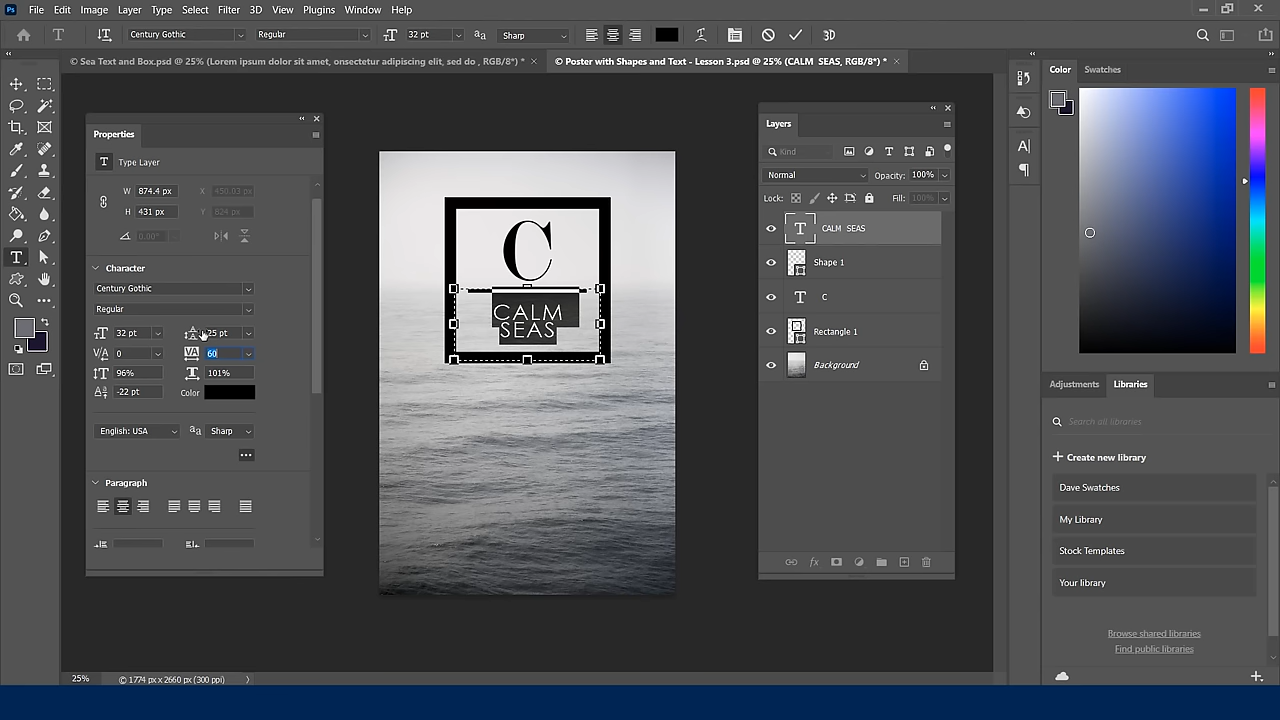 Ps File Edit Image Layer Type Select Filter 3D View Plugins Window Help
T Century Gothic Regular 32 pt Sharp 3D
© Sea Text and Box.psd @ 25% (Lorem ipsum dolor sit amet, onsectetur adipiscing elit, sed do , RGB/8*) * ×
© Poster with Shapes and Text - Lesson 3.psd @ 25% (CALM SEAS, RGB/8*) * ×
Properties
T Type Layer
W 874.4 px X 450.03 px
H 431 px Y 824 px
0.00°
Character
Century Gothic
Regular
32 pt 25 pt
0 60
96% 101%
-22 pt Color
English: USA Sharp
Paragraph
C
CALM
SEAS
25% © 1774 px x 2660 px (300 ppi)
Layers
Kind
Normal Opacity: 100%
Lock: Fill: 100%
T CALM SEAS
Shape 1
T C
Rectangle 1
Background
Color Swatches
Adjustments Libraries
Search all libraries
+ Create new library
Dave Swatches
My Library
Stock Templates
Your library
Browse shared libraries
Find public libraries